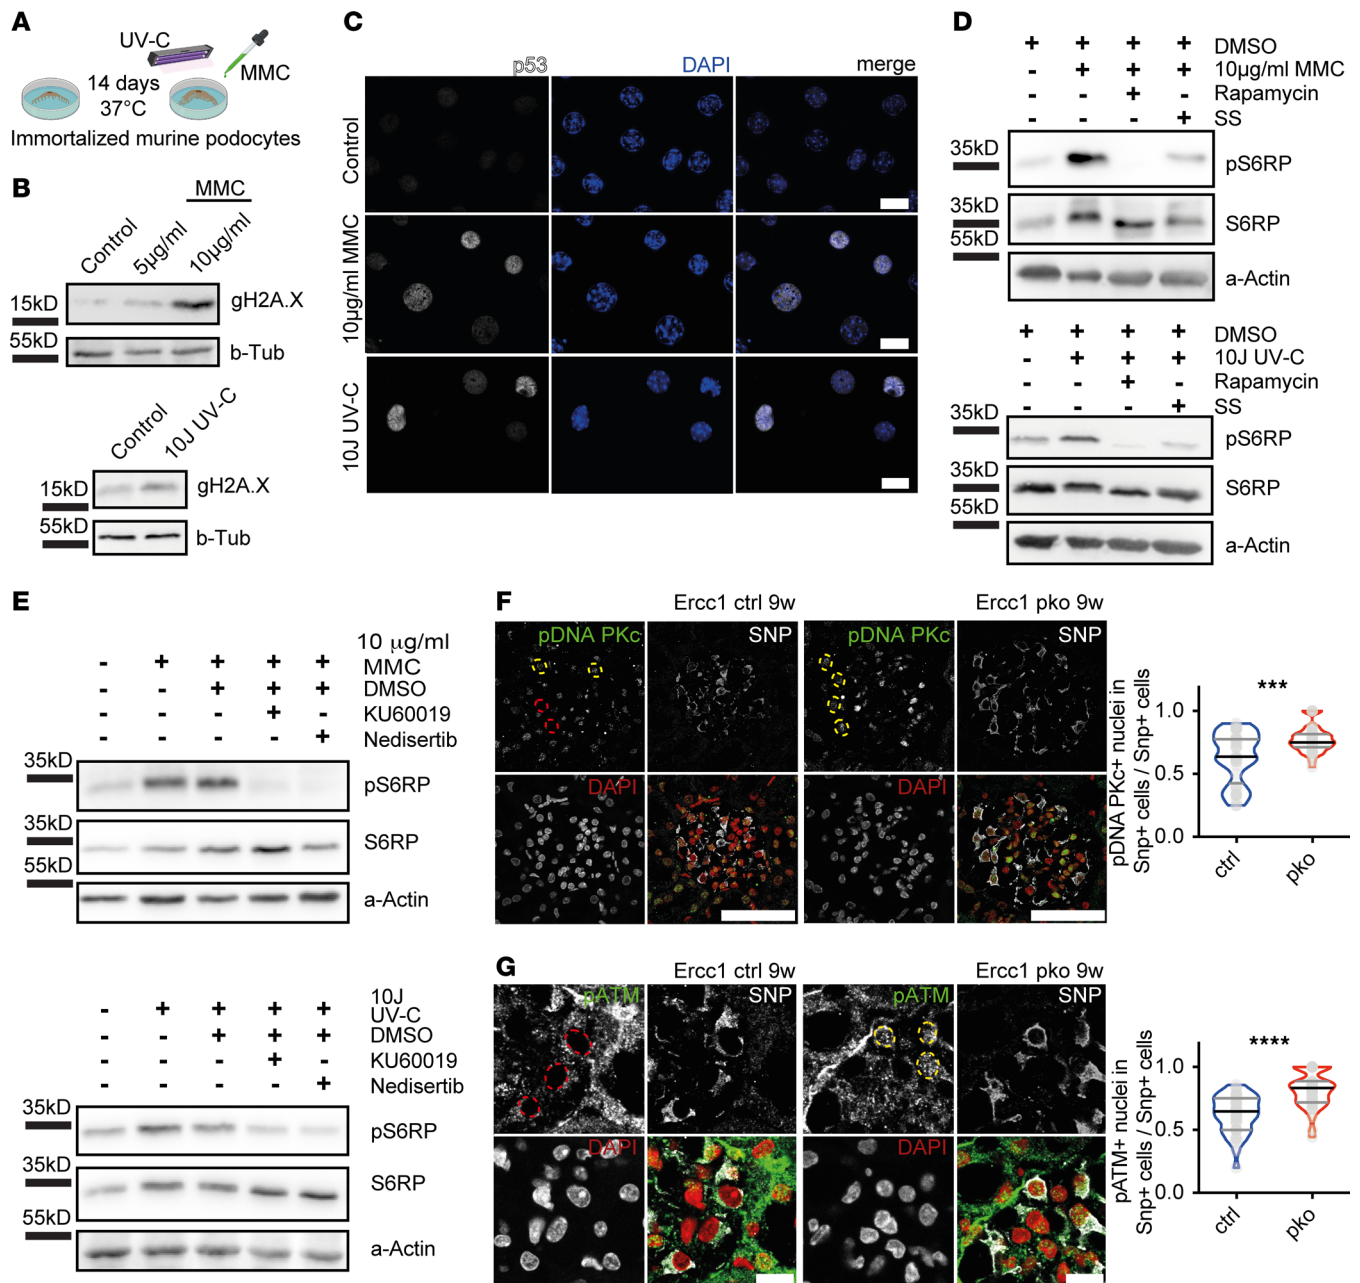 A
UV-C
MMC
14 days
37°C
Immortalized murine podocytes
B
MMC
Control
5µg/ml
10µg/ml
15kD
gH2A.X
55kD
b-Tub
Control
10J UV-C
15kD
gH2A.X
55kD
b-Tub
C
p53
DAPI
merge
Control
10µg/ml MMC
10J UV-C
D
+ + + + DMSO
- + + + 10µg/ml MMC
- - + - Rapamycin
- - - + SS
35kD
pS6RP
35kD
S6RP
55kD
a-Actin
+ + + + DMSO
- + + + 10J UV-C
- - + - Rapamycin
- - - + SS
35kD
pS6RP
35kD
S6RP
55kD
a-Actin
E
10 µg/ml
- + + + + MMC
- - + + + DMSO
- - - + - KU60019
- - - - + Nedisertib
35kD
pS6RP
35kD
S6RP
55kD
a-Actin
10J
- + + + + UV-C
- - + + + DMSO
- - - + - KU60019
- - - - + Nedisertib
35kD
pS6RP
35kD
S6RP
55kD
a-Actin
F
Ercc1 ctrl 9w
Ercc1 pko 9w
pDNA PKc
SNP
pDNA PKc
SNP
DAPI
DAPI
pDNA PKc+ nuclei in
Snp+ cells / Snp+ cells
***
1.0
0.5
0.0
ctrl
pko
G
Ercc1 ctrl 9w
Ercc1 pko 9w
pATM
SNP
pATM
SNP
DAPI
DAPI
pATM+ nuclei in
Snp+ cells / Snp+ cells
****
1.0
0.5
0.0
ctrl
pko